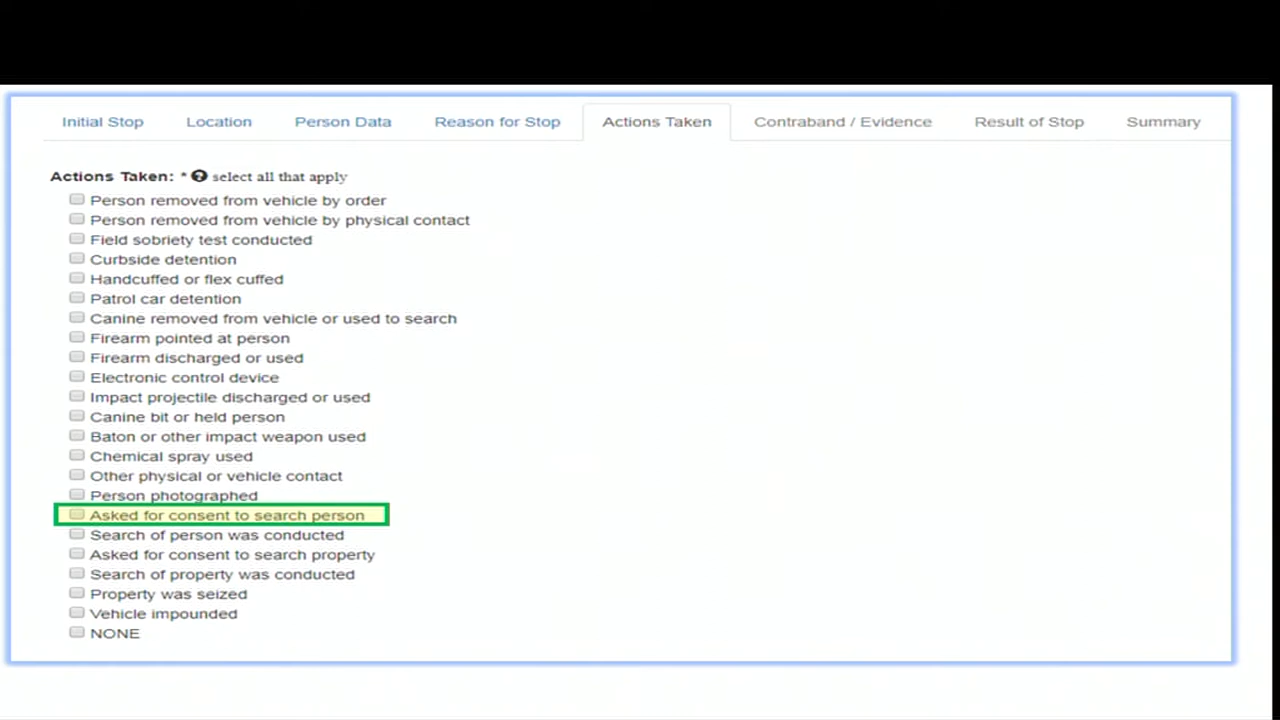 Initial Stop Location Person Data Reason for Stop Actions Taken Contraband / Evidence Result of Stop Summary
Actions Taken: * select all that apply
Person removed from vehicle by order
Person removed from vehicle by physical contact
Field sobriety test conducted
Curbside detention
Handcuffed or flex cuffed
Patrol car detention
Canine removed from vehicle or used to search
Firearm pointed at person
Firearm discharged or used
Electronic control device
Impact projectile discharged or used
Canine bit or held person
Baton or other impact weapon used
Chemical spray used
Other physical or vehicle contact
Person photographed
Asked for consent to search person
Search of person was conducted
Asked for consent to search property
Search of property was conducted
Property was seized
Vehicle impounded
NONE